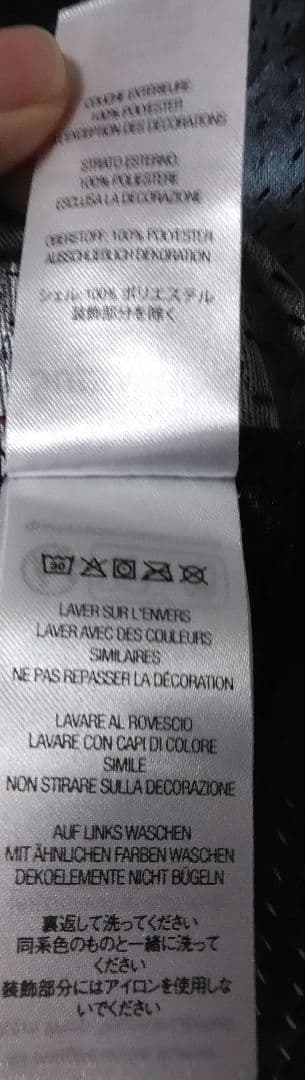 COUCHE EXTÉRIEURE
100% POLYESTER
L'EXCEPTION DES DÉCORATIONS
STRATO ESTERNO:
100% POLIESTERE
ESCLUSA LA DECORAZIONE
OBERSTOFF: 100% POLYESTER
AUSSCHLIEßLICH DEKORATION
シェル: 100% ポリエステル
装飾部分を除く
30
LAVER SUR L'ENVERS
LAVER AVEC DES COULEURS
SIMILAIRES
NE PAS REPASSER LA DÉCORATION
LAVARE AL ROVESCIO
LAVARE CON CAPI DI COLORE
SIMILE
NON STIRARE SULLA DECORAZIONE
AUF LINKS WASCHEN
MIT ÄHNLICHEN FARBEN WASCHEN
DEKOELEMENTE NICHT BÜGELN
裏返して洗ってください
同系色のものと一緒に洗って
ください
装飾部分にはアイロンを使用しな
いでください